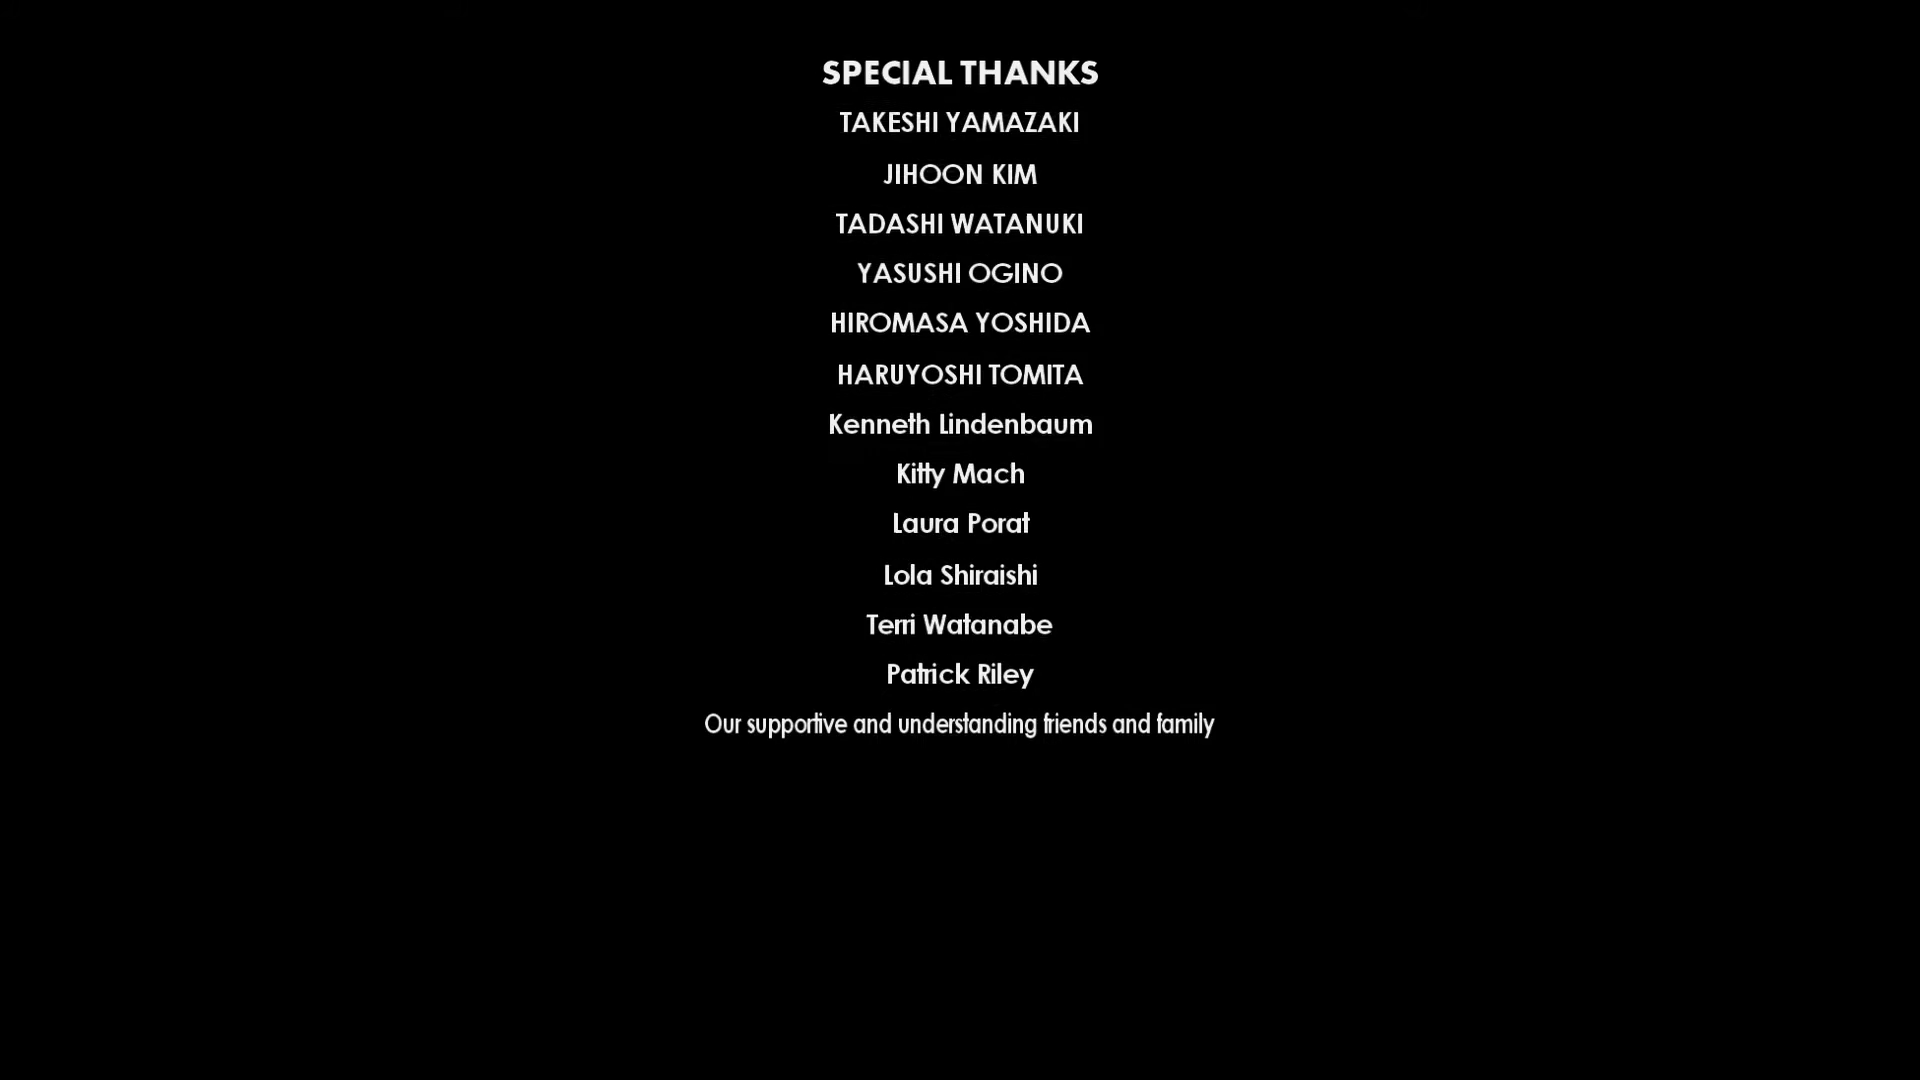 SPECIAL THANKS
TAKESHI YAMAZAKI
JIHOON KIM
TADASHI WATANUKI
YASUSHI OGINO
HIROMASA YOSHIDA
HARUYOSHI TOMITA
Kenneth Lindenbaum
Kitty Mach
Laura Porat
Lola Shiraishi
Terri Watanabe
Patrick Riley
Our supportive and understanding friends and family